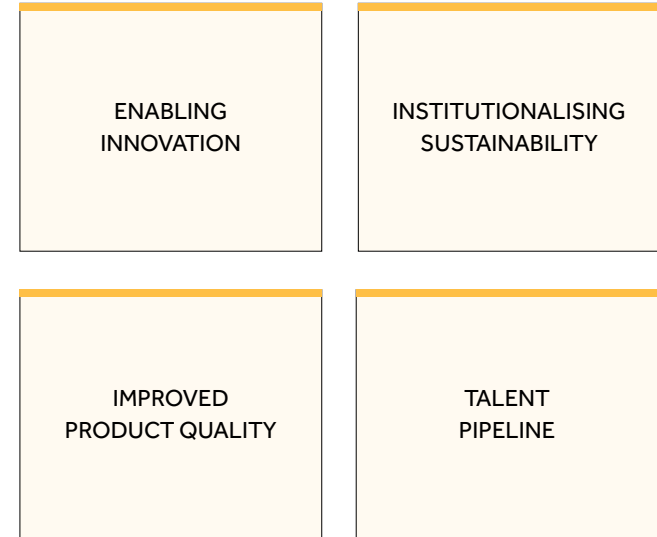 ENABLING
INNOVATION
INSTITUTIONALISING
SUSTAINABILITY
IMPROVED
PRODUCT QUALITY
TALENT
PIPELINE